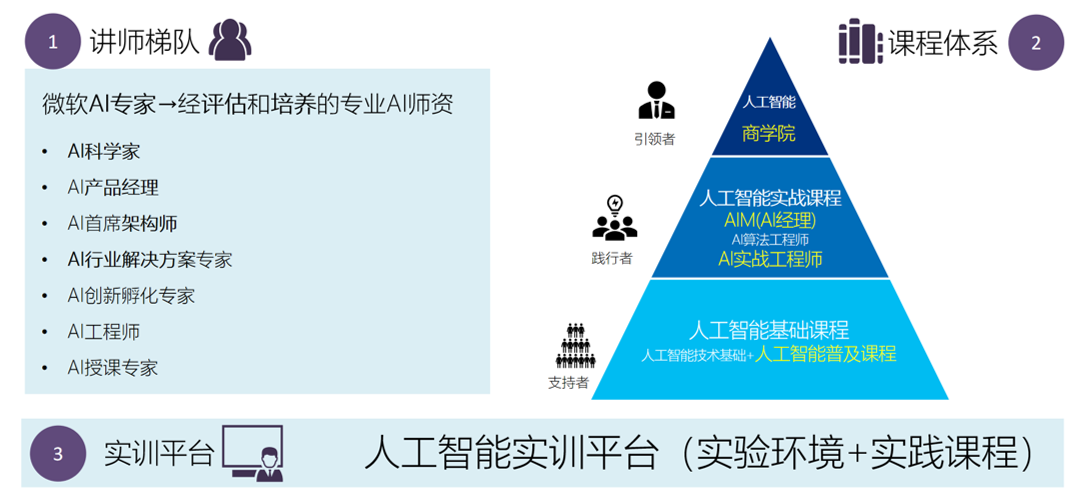 1 讲师梯队
微软AI专家→经评估和培养的专业AI师资
• AI科学家
• AI产品经理
• AI首席架构师
• AI行业解决方案专家
• AI创新孵化专家
• AI工程师
• AI授课专家
课程体系 2
人工智能
商学院
引领者
人工智能实战课程
AIM(AI经理)
AI算法工程师
AI实战工程师
践行者
人工智能基础课程
人工智能技术基础+人工智能普及课程
支持者
3 实训平台 人工智能实训平台（实验环境+实践课程）